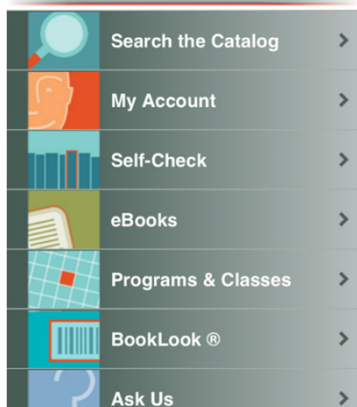 Search the Catalog
My Account
Self-Check
eBooks
Programs & Classes
BookLook ®
Ask Us